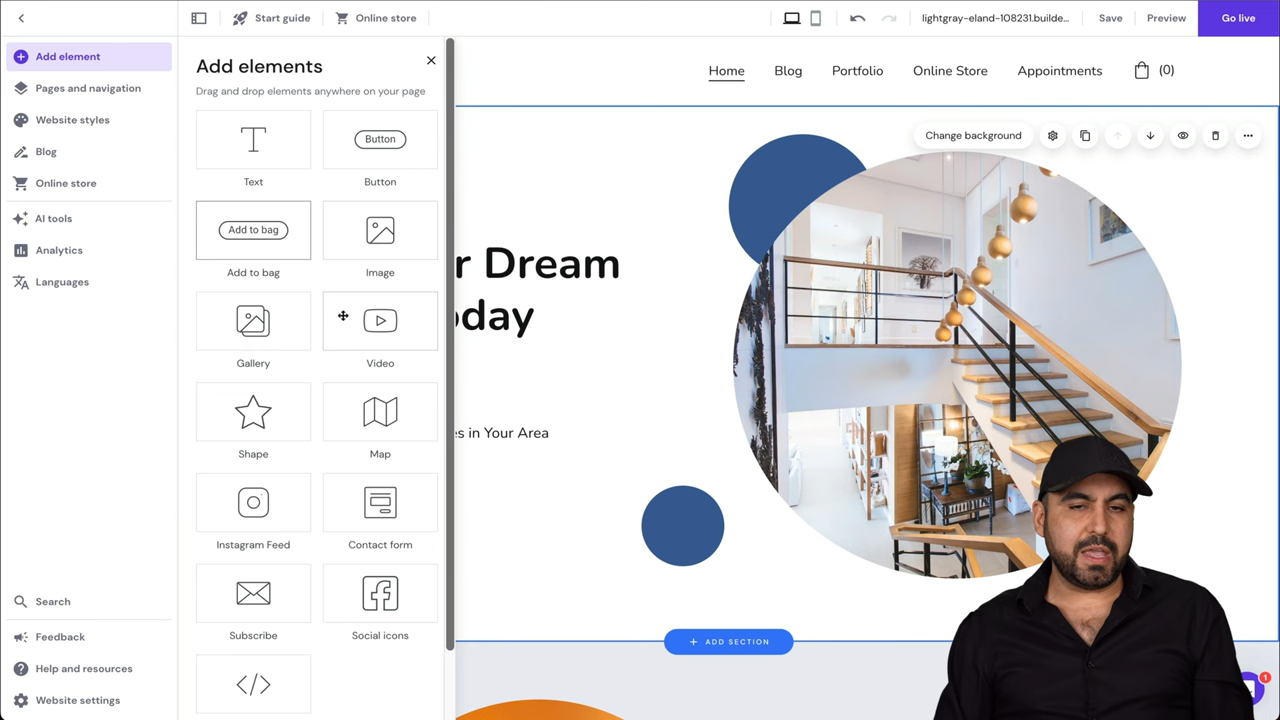 Start guide
Online store
lightgray-eland-108231.builde...
Save
Preview
Go live
Add element
Pages and navigation
Website styles
Blog
Online store
AI tools
Analytics
Languages
Search
Feedback
Help and resources
Website settings
Add elements
Drag and drop elements anywhere on your page
Button
Text
Button
Add to bag
Add to bag
Image
Gallery
Video
Shape
Map
Instagram Feed
Contact form
Subscribe
Social icons
Home
Blog
Portfolio
Online Store
Appointments
(0)
Change background
r Dream
oday
es in Your Area
+ ADD SECTION
1